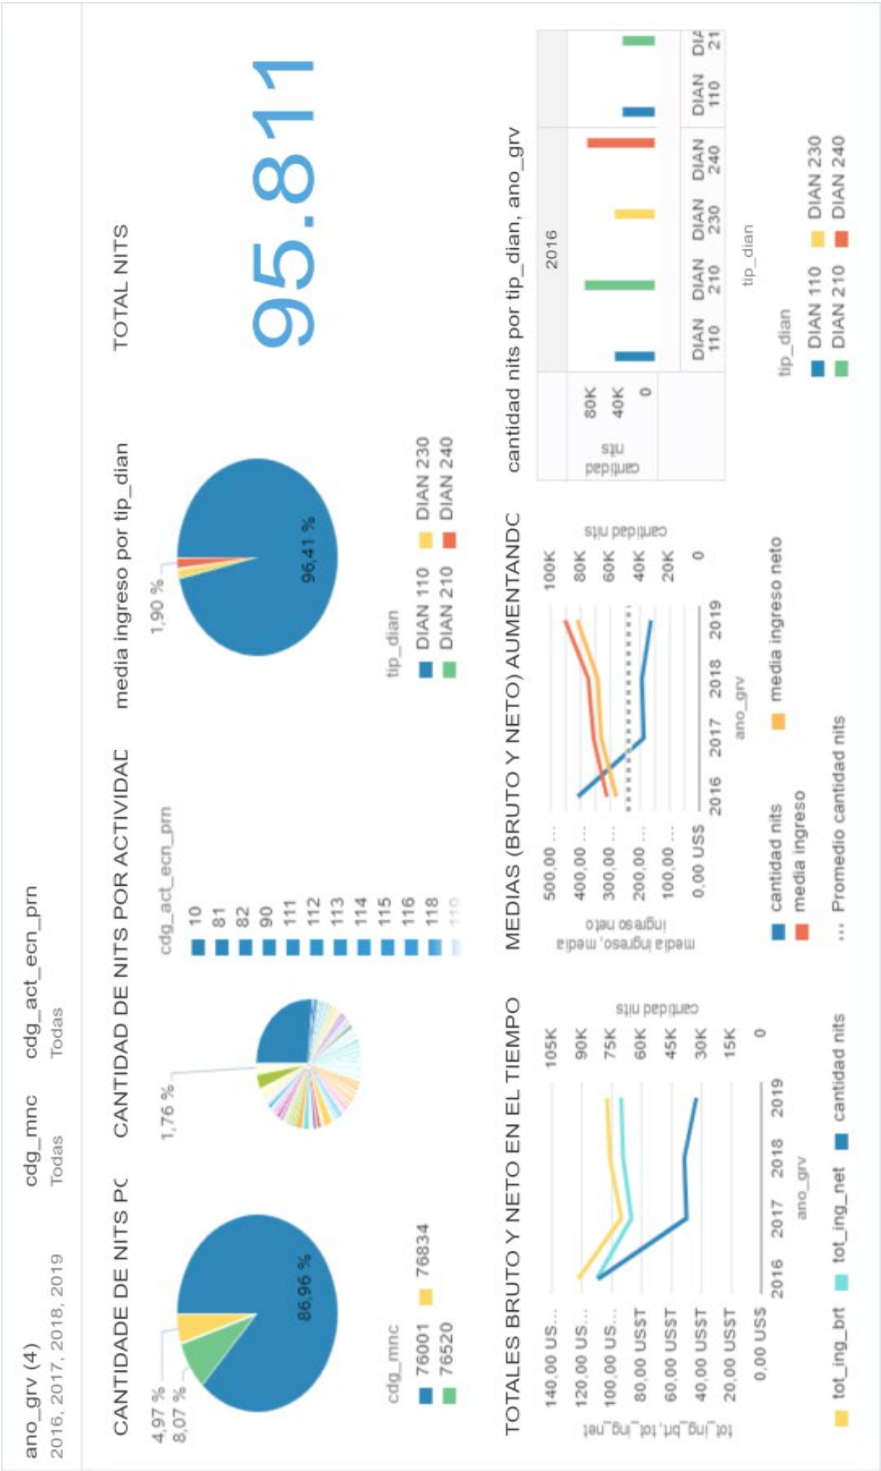 ano_grv (4)
2016, 2017, 2018, 2019
cdg_mnc
Todas
cdg_act_ecn_prn
Todas
CANTIDADE DE NITS PC
4,97 %
8,07 %
86,96 %
cdg_mnc
76001
76834
76520
CANTIDAD DE NITS POR ACTIVIDAD
1,76 %
cdg_act_ecn_prn
10
81
82
90
111
112
113
114
115
116
118
119
media ingreso por tip_dian
1,90 %
96,41 %
tip_dian
DIAN 110
DIAN 230
DIAN 210
DIAN 240
TOTAL NITS
95.811
TOTALES BRUTO Y NETO EN EL TIEMPO
tot_ing_brt, tot_ing_net
140,00 US...
120,00 U...
100,00 US...
80,00 US$T
60,00 US$T
40,00 US$T
20,00 US$T
0,00 US$
105K
90K
75K
60K
45K
30K
15K
0
cantidad nits
2016
2017
2018
2019
ano_grv
tot_ing_brt
tot_ing_net
cantidad nits
MEDIAS (BRUTO Y NETO) AUMENTANDO
media ingreso, media
ingreso neto
500,00 ...
400,00 ...
300,00 ...
200,00 ...
100,00 ...
0,00 US$
100K
80K
60K
40K
20K
0
cantidad nits
2016
2017
2018
2019
ano_grv
cantidad nits
media ingreso neto
media ingreso
... Promedio cantidad nits
cantidad nits por tip_dian, ano_grv
2016
cantidad
nits
80K
40K
0
DIAN 110
DIAN 210
DIAN 230
DIAN 240
DIAN 110
DIA 21
tip_dian
tip_dian
DIAN 110
DIAN 230
DIAN 210
DIAN 240